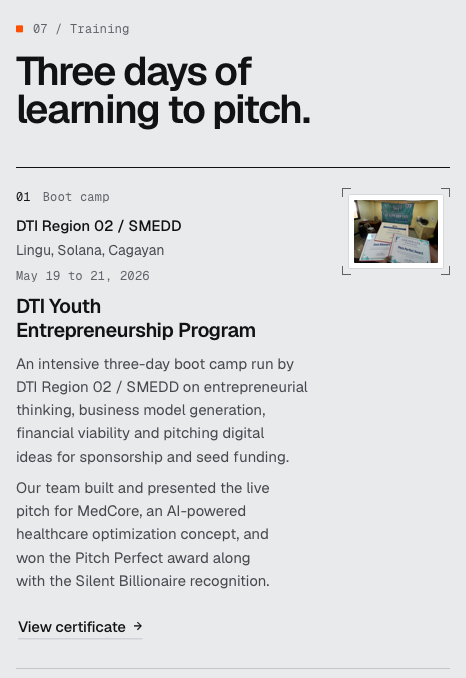 07 / Training
Three days of
learning to pitch.
01 Boot camp
DTI Region 02 / SMEDD
Lingu, Solana, Cagayan
May 19 to 21, 2026
DTI Youth
Entrepreneurship Program
An intensive three-day boot camp run by
DTI Region 02 / SMEDD on entrepreneurial
thinking, business model generation,
financial viability and pitching digital
ideas for sponsorship and seed funding.
Our team built and presented the live
pitch for MedCore, an AI-powered
healthcare optimization concept, and
won the Pitch Perfect award along
with the Silent Billionaire recognition.
View certificate →